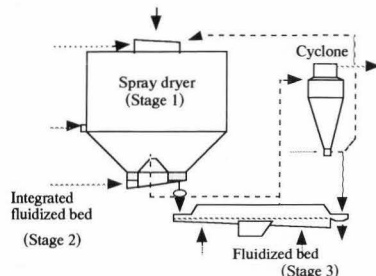 Cyclone
Spray dryer
(Stage 1)
Integrated
fluidized bed
(Stage 2)
Fluidized bed
(Stage 3)